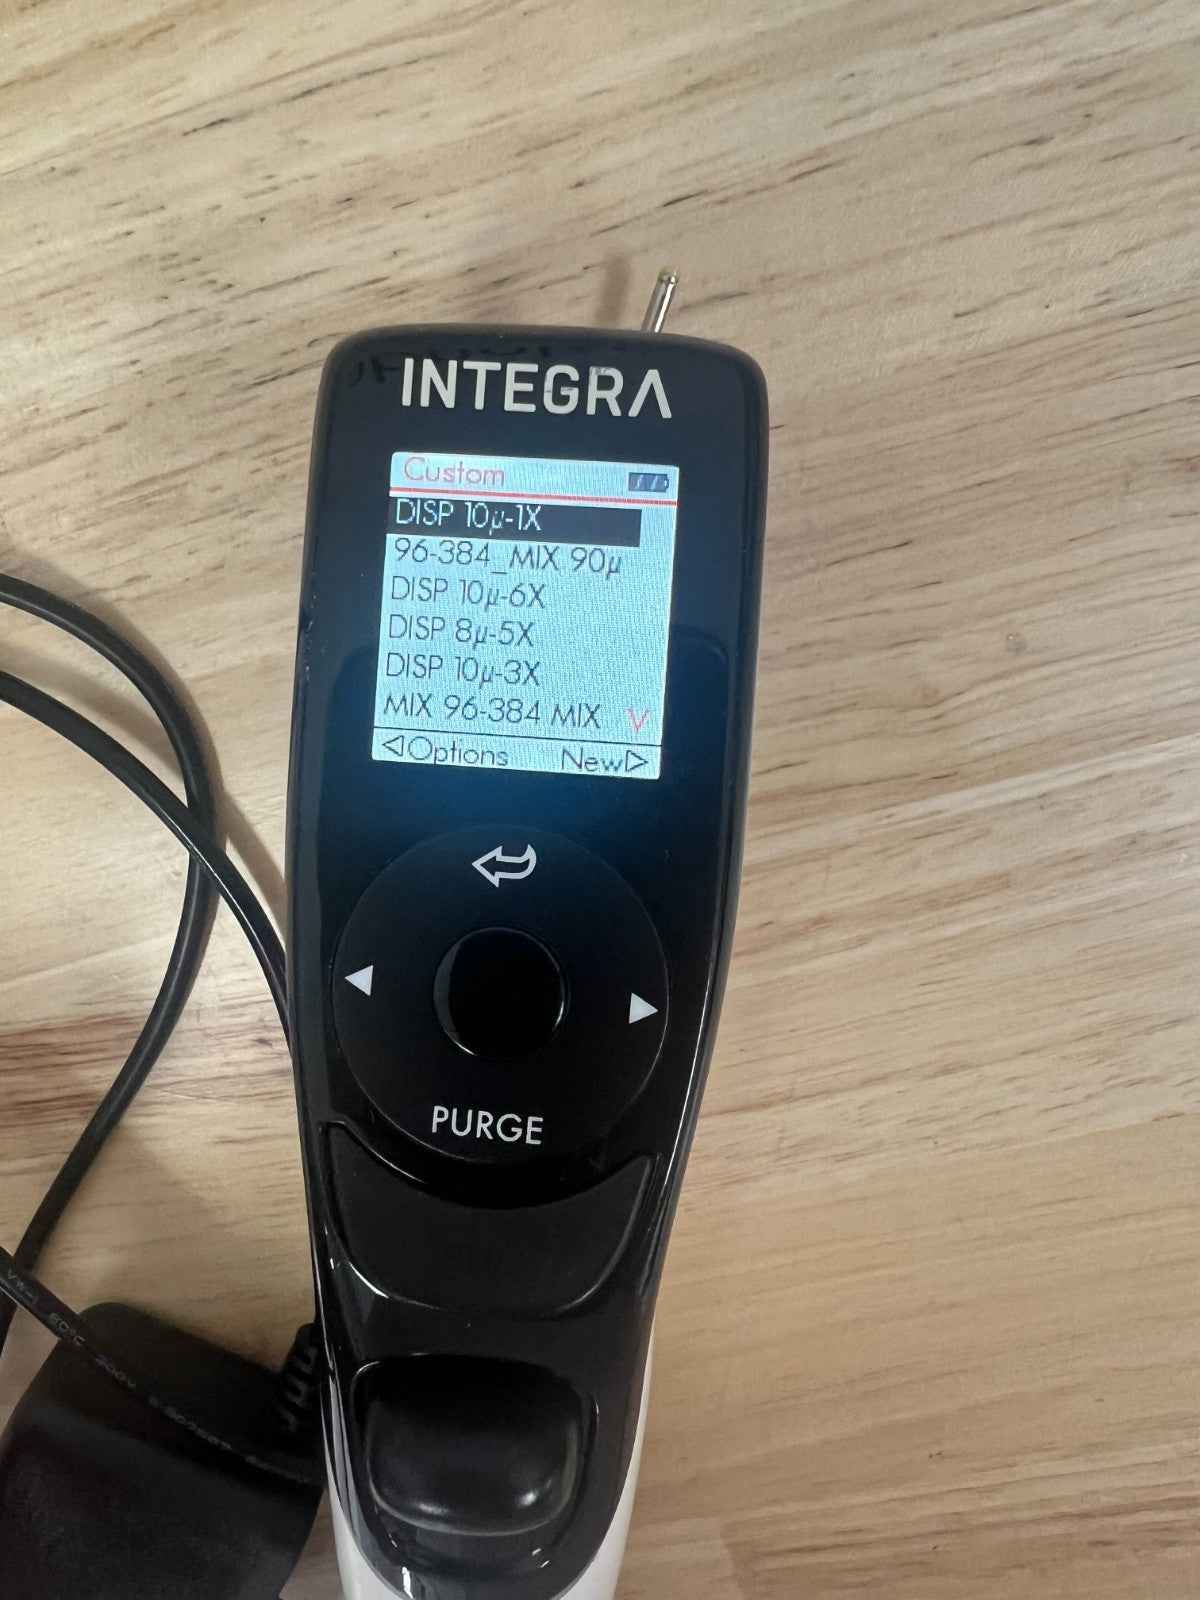 INTEGRA
Custom
DISP 10µ-1X
96-384_MIX 90µ
DISP 10µ-6X
DISP 8µ-5X
DISP 10µ-3X
MIX 96-384 MIX V
◁Options New▷
PURGE